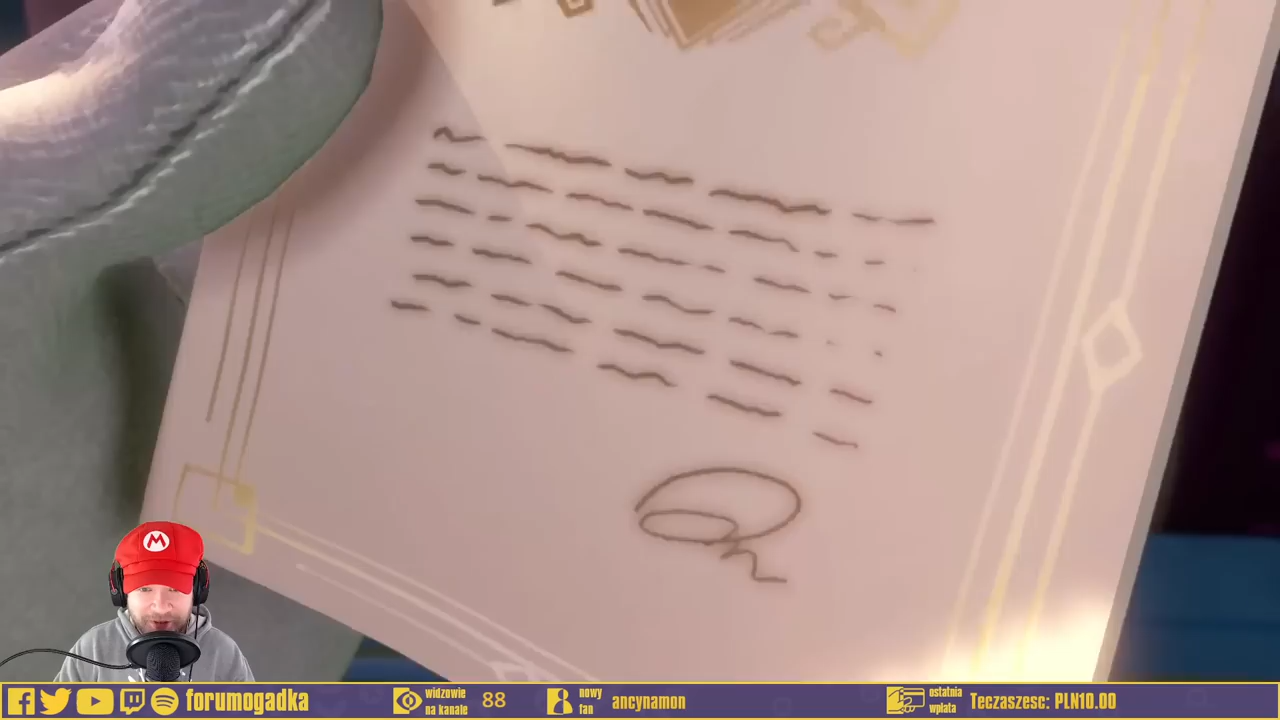 M
forumogadka
widzowie
na kanale
88
nowy
fan
ancynamon
ostatnia
wpłata
Teczaszesc: PLN10.00